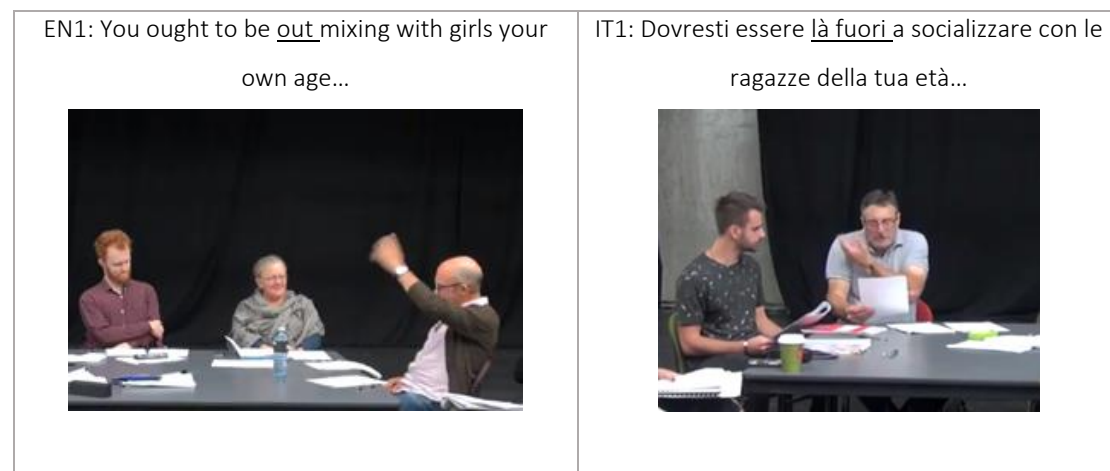 EN1: You ought to be out mixing with girls your
own age…
IT1: Dovresti essere là fuori a socializzare con le
ragazze della tua età…